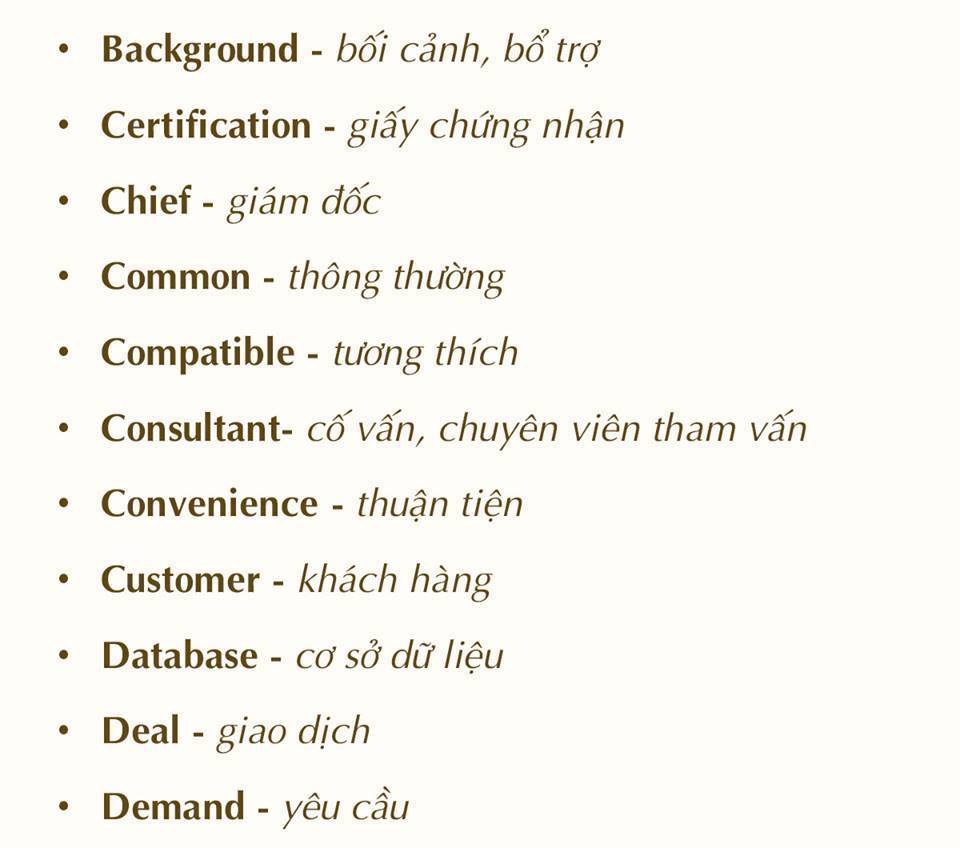 • Background - bối cảnh, bổ trợ
• Certification - giấy chứng nhận
• Chief - giám đốc
• Common - thông thường
• Compatible - tương thích
• Consultant- cố vấn, chuyên viên tham vấn
• Convenience - thuận tiện
• Customer - khách hàng
• Database - cơ sở dữ liệu
• Deal - giao dịch
• Demand - yêu cầu